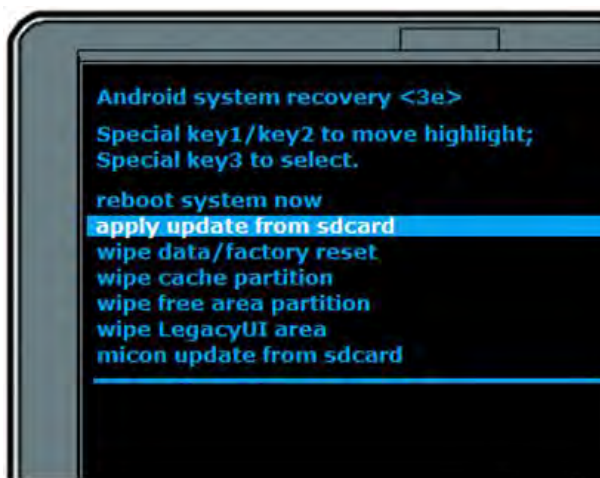 Android system recovery <3e>
Special key1/key2 to move highlight;
Special key3 to select.
reboot system now
apply update from sdcard
wipe data/factory reset
wipe cache partition
wipe free area partition
wipe LegacyUI area
micon update from sdcard